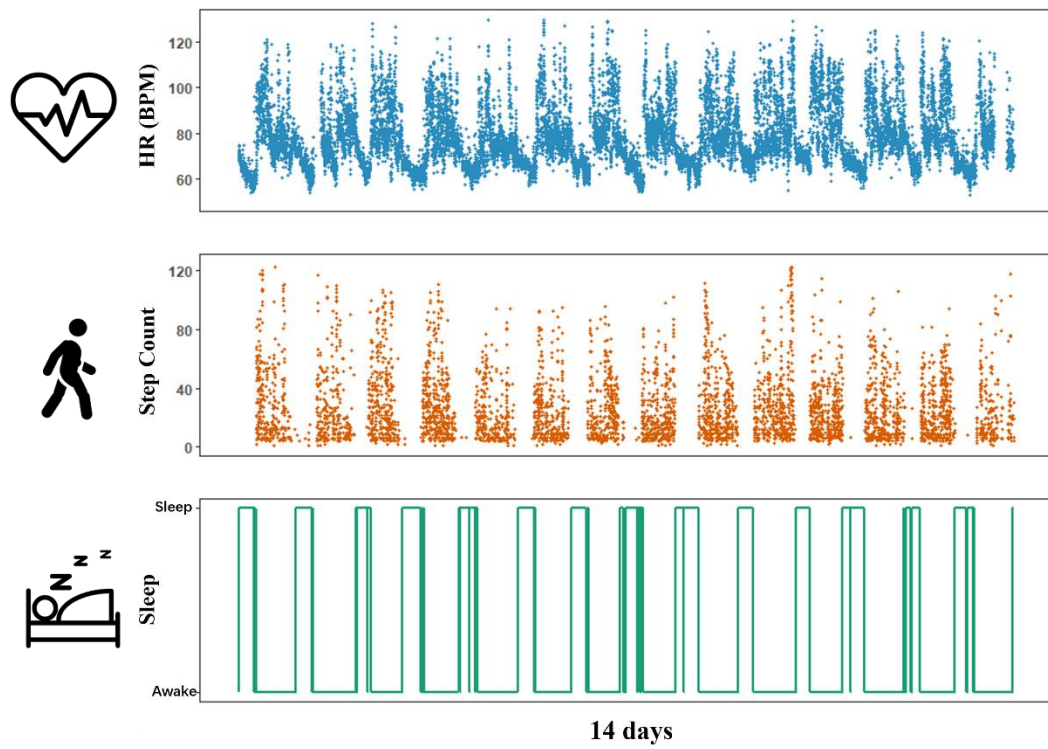 HR (BPM)
120
100
80
60
Step Count
120
80
40
0
N
z
N
Sleep
Sleep
Awake
14 days